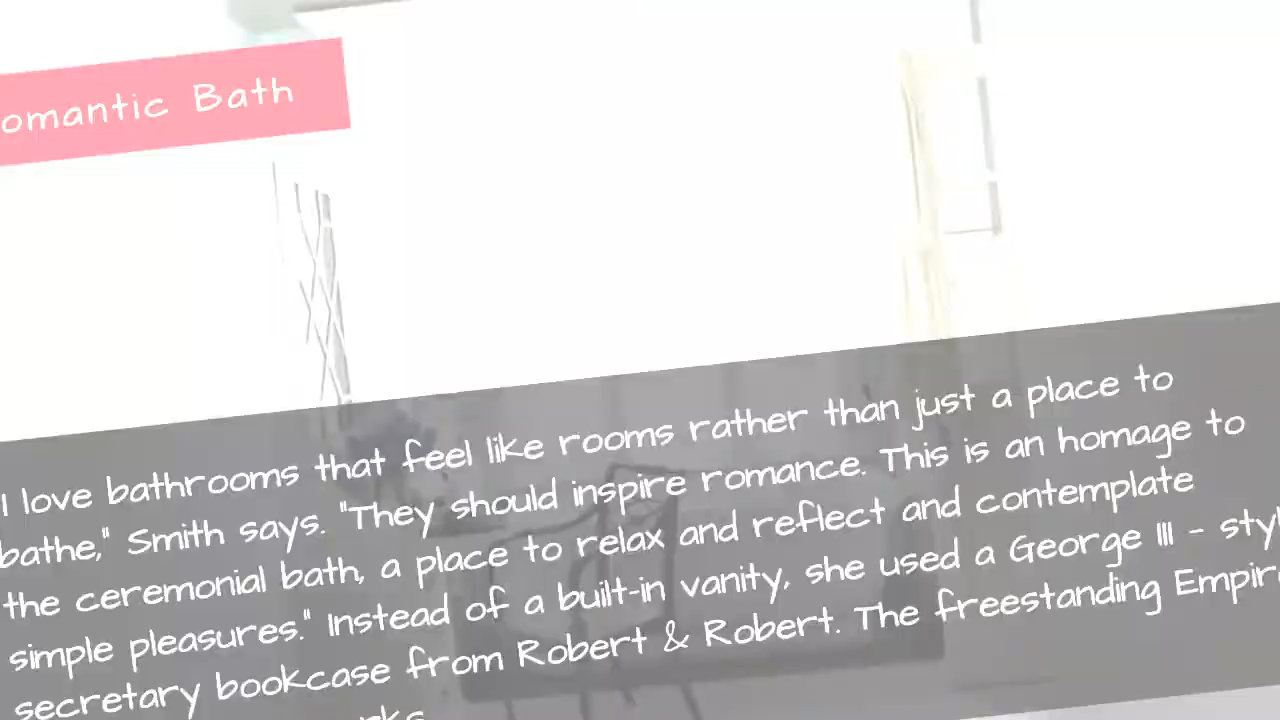 omantic Bath
I love bathrooms that feel like rooms rather than just a place to
bathe," Smith says. "They should inspire romance. This is an homage to
the ceremonial bath, a place to relax and reflect and contemplate
simple pleasures." Instead of a built-in vanity, she used a George III - sty
secretary bookcase from Robert & Robert. The freestanding Empir